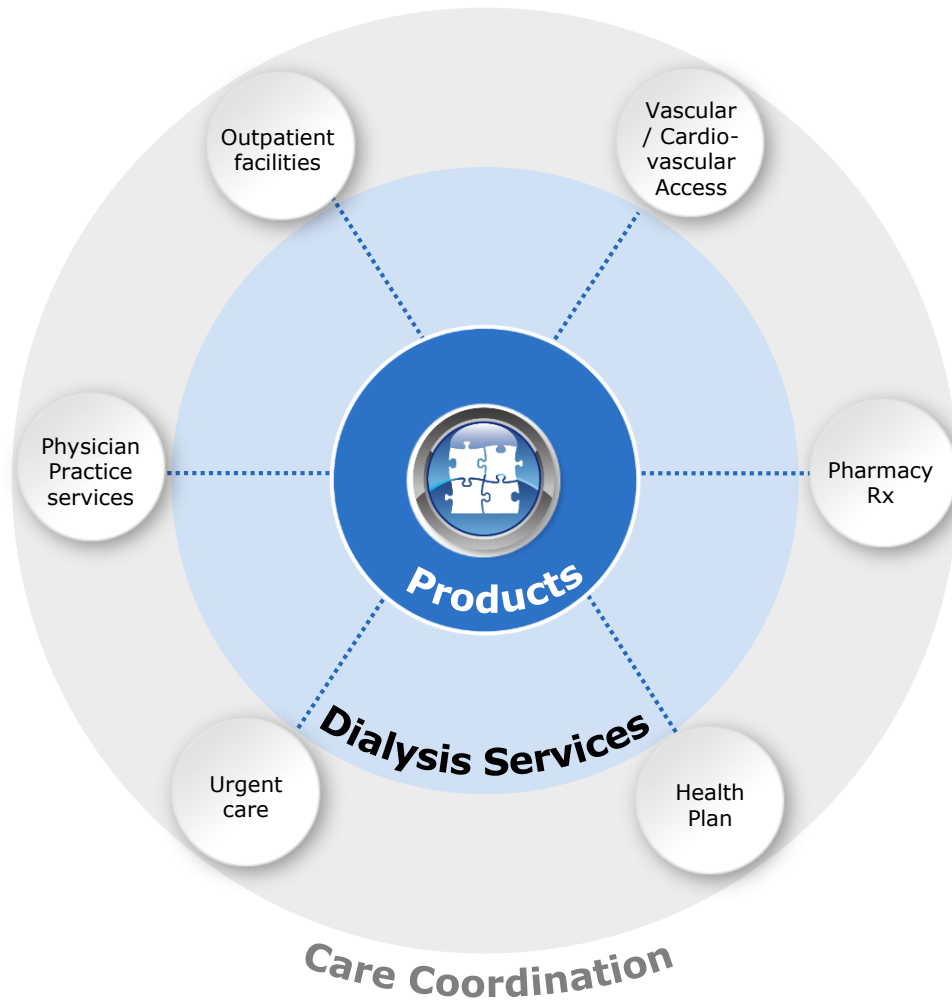 Outpatient
facilities
Vascular
/ Cardio-
vascular
Access
Physician
Practice
services
Pharmacy
Rx
Products
Dialysis Services
Urgent
care
Health
Plan
Care Coordination